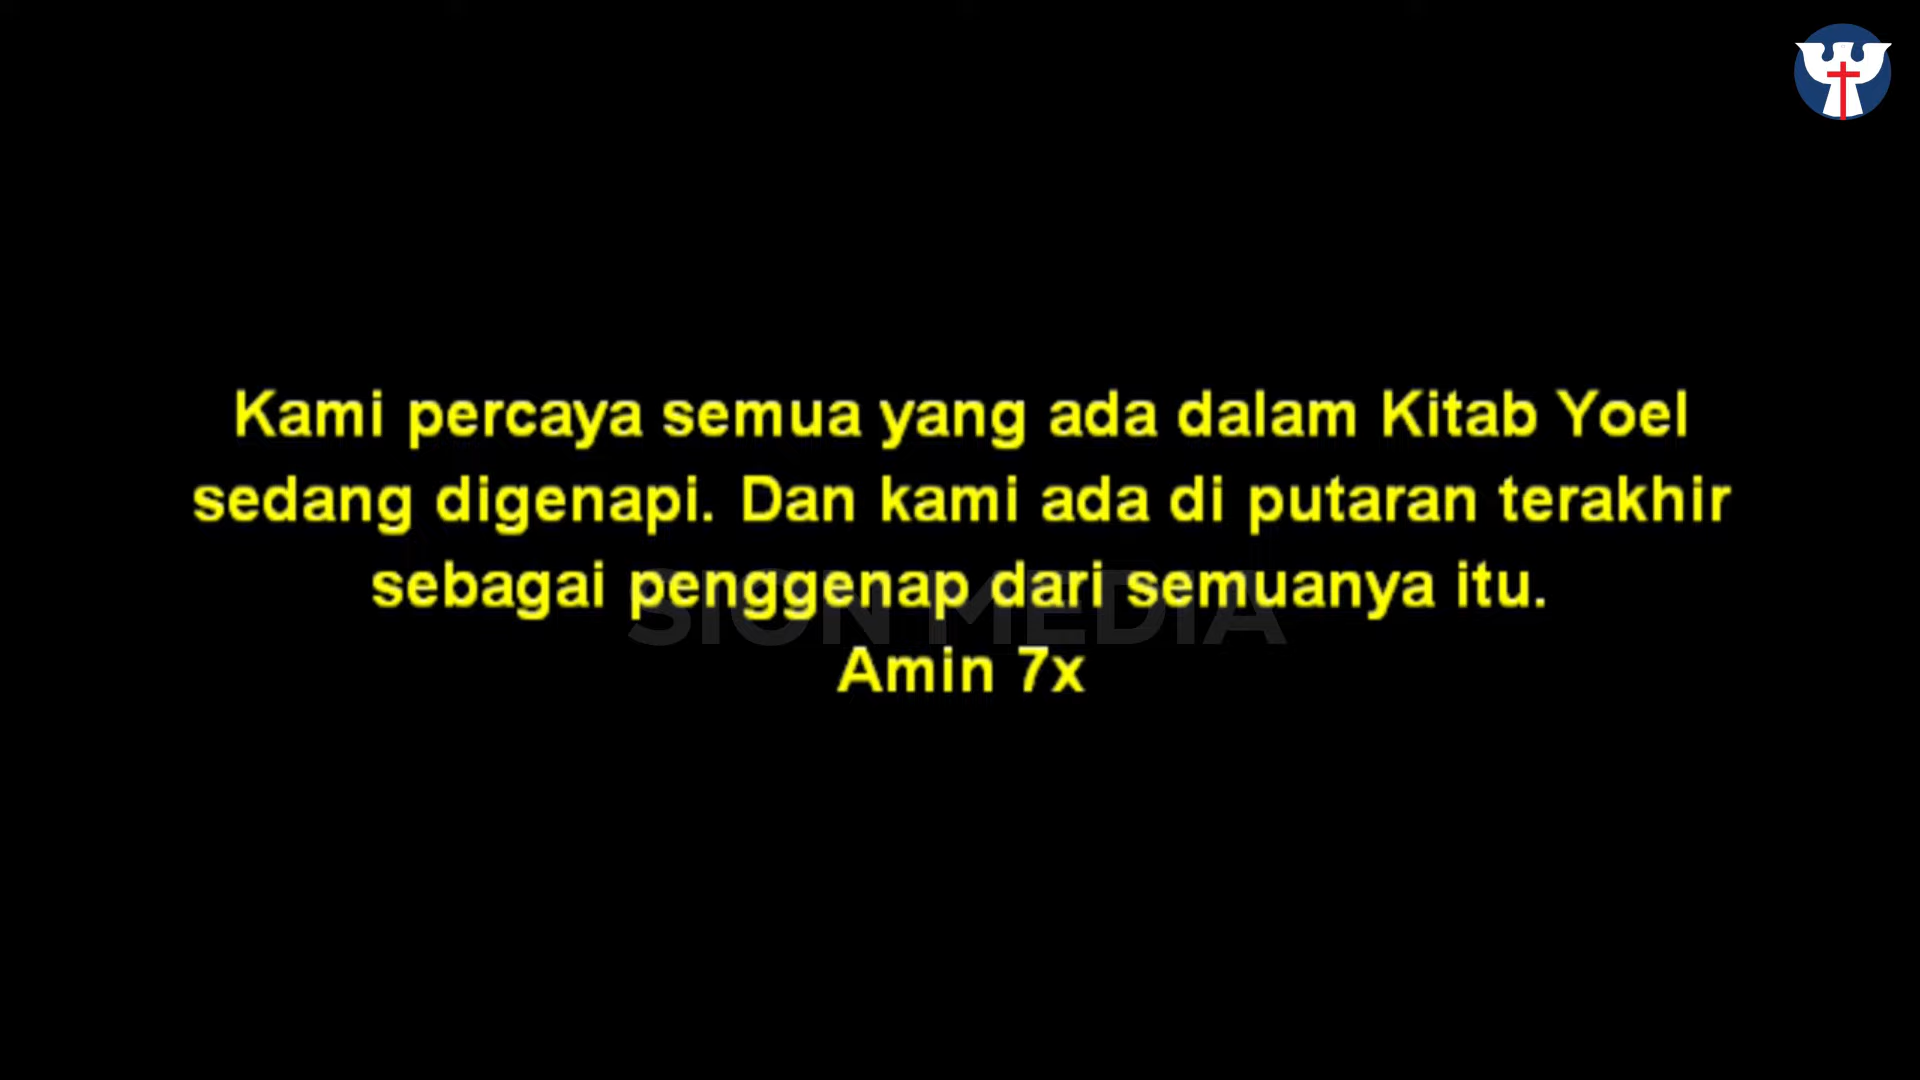 Kami percaya semua yang ada dalam Kitab Yoel
sedang digenapi. Dan kami ada di putaran terakhir
sebagai penggenap dari semuanya itu.
SION MEDIA
Amin 7x